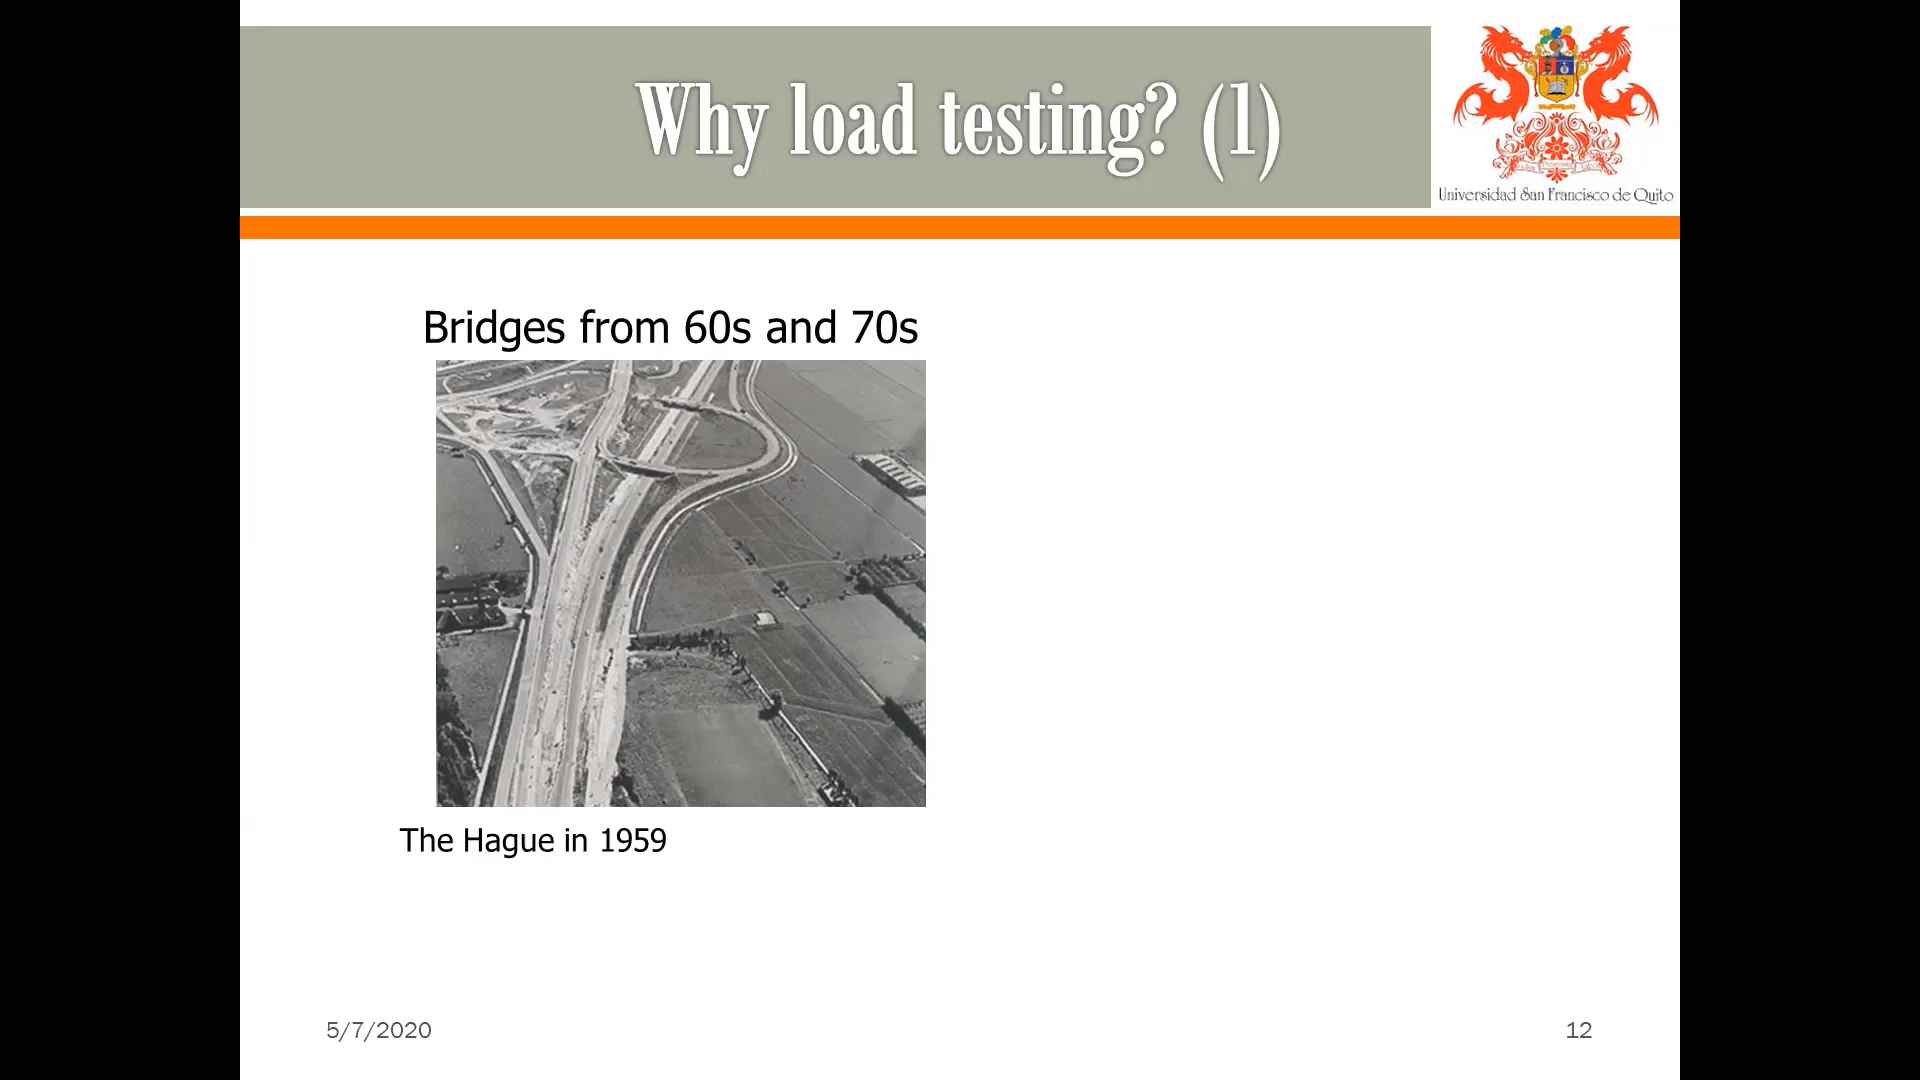 Why load testing? (1)
Universidad San Francisco de Quito
Bridges from 60s and 70s
The Hague in 1959
5/7/2020
12